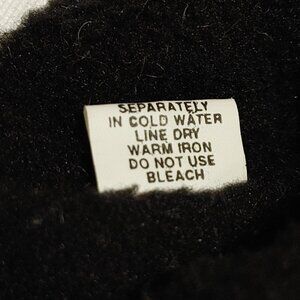 SEPARATELY
IN COLD WATER
LINE DRY
WARM IRON
DO NOT USE
BLEACH